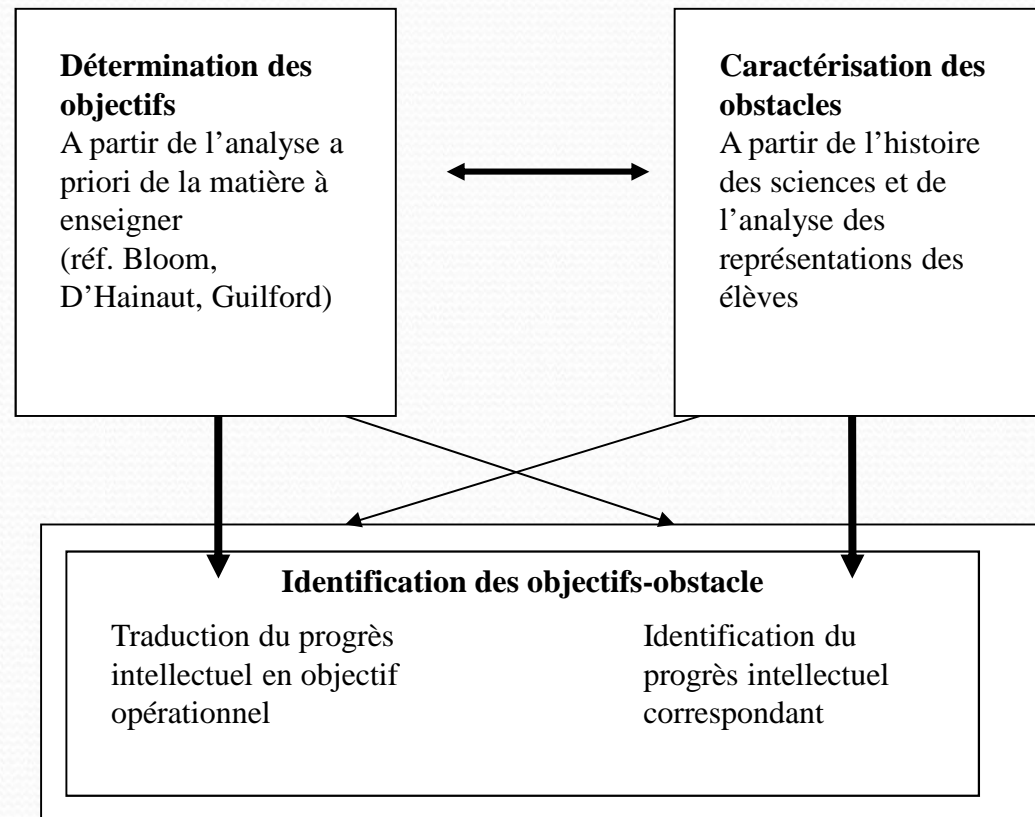 Détermination des
objectifs
A partir de l’analyse a
priori de la matière à
enseigner
(réf. Bloom,
D’Hainaut, Guilford)
Caractérisation des
obstacles
A partir de l’histoire
des sciences et de
l’analyse des
représentations des
élèves
Identification des objectifs-obstacle
Traduction du progrès
intellectuel en objectif
opérationnel
Identification du
progrès intellectuel
correspondant